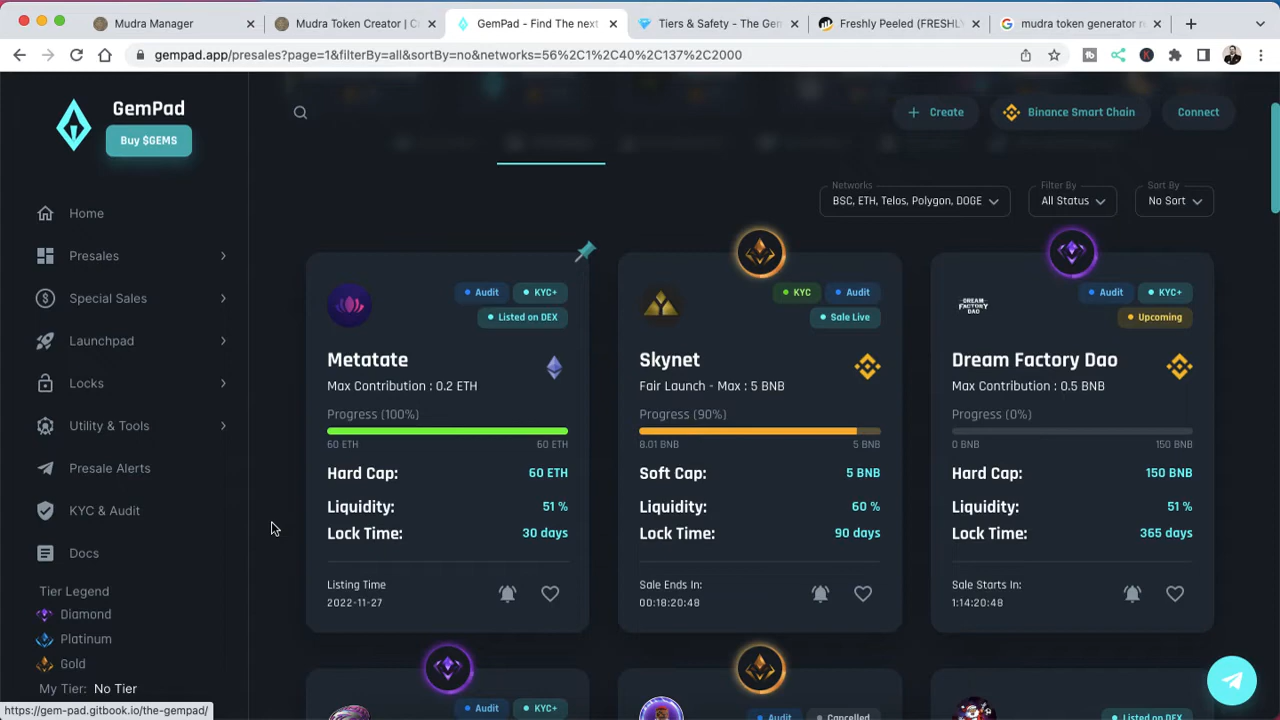 Mudra Manager
Mudra Token Creator | C
GemPad - Find The next
Tiers & Safety - The Gem
Freshly Peeled (FRESHLY
mudra token generator re
gempad.app/presales?page=1&filterBy=all&sortBy=no&networks=56%2C1%2C40%2C137%2C2000
GemPad
Buy $GEMS
Home
Presales
Special Sales
Launchpad
Locks
Utility & Tools
Presale Alerts
KYC & Audit
Docs
Tier Legend
Diamond
Platinum
Gold
My Tier: No Tier
https://gem-pad.gitbook.io/the-gempad/
Create
Binance Smart Chain
Connect
Networks
BSC, ETH, Telos, Polygon, DOGE
Filter By
All Status
Sort By
No Sort
Audit
KYC+
Listed on DEX
Metatate
Max Contribution : 0.2 ETH
Progress (100%)
60 ETH
60 ETH
Hard Cap: 60 ETH
Liquidity: 51 %
Lock Time: 30 days
Listing Time
2022-11-27
KYC
Audit
Sale Live
Skynet
Fair Launch - Max : 5 BNB
Progress (90%)
8.01 BNB
5 BNB
Soft Cap: 5 BNB
Liquidity: 60 %
Lock Time: 90 days
Sale Ends In:
00:18:20:48
DREAM
FACTORY
DAO
Audit
KYC+
Upcoming
Dream Factory Dao
Max Contribution : 0.5 BNB
Progress (0%)
0 BNB
150 BNB
Hard Cap: 150 BNB
Liquidity: 51 %
Lock Time: 365 days
Sale Starts In:
1:14:20:48
Audit
KYC+
Audit
Cancelled
Listed on DEX